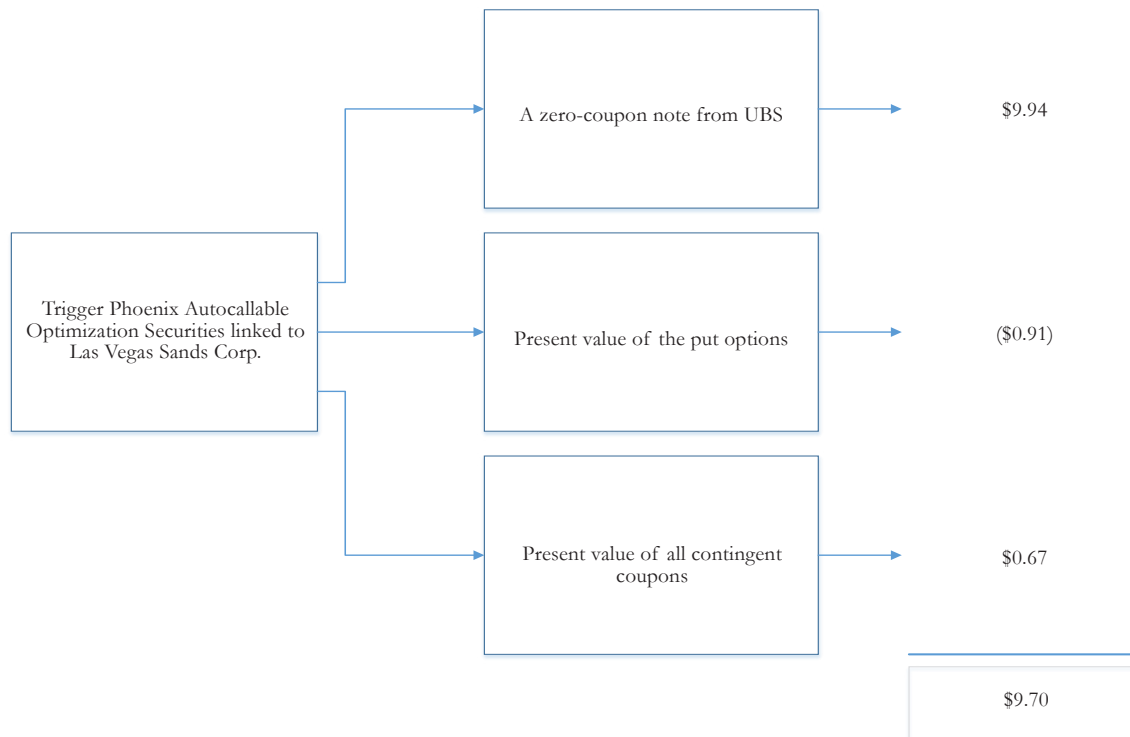 A zero-coupon note from UBS
$9.94
Trigger Phoenix Autocallable
Optimization Securities linked to
Las Vegas Sands Corp.
Present value of the put options
($0.91)
Present value of all contingent
coupons
$0.67
$9.70